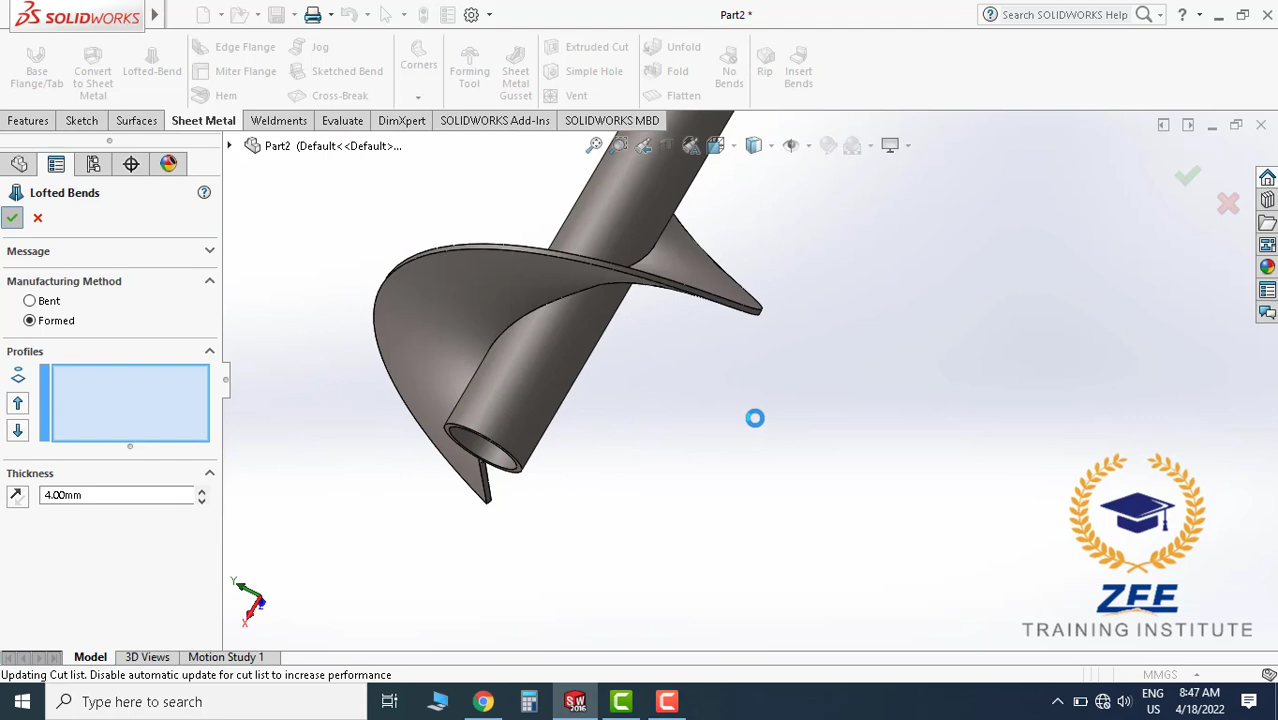 SOLIDWORKS
Part2 *
Search SOLIDWORKS Help
Base Flange/Tab
Convert to Sheet Metal
Lofted-Bend
Edge Flange
Miter Flange
Hem
Jog
Sketched Bend
Cross-Break
Corners
Forming Tool
Sheet Metal Gusset
Extruded Cut
Simple Hole
Vent
Unfold
Fold
Flatten
No Bends
Rip
Insert Bends
Features
Sketch
Surfaces
Sheet Metal
Weldments
Evaluate
DimXpert
SOLIDWORKS Add-Ins
SOLIDWORKS MBD
Part2 (Default<<Default>...
Lofted Bends
Message
Manufacturing Method
Bent
Formed
Profiles
Thickness
4.00mm
Y
X
Z
ZFE
TRAINING INSTITUTE
Model
3D Views
Motion Study 1
Updating Cut list. Disable automatic update for cut list to increase performance
MMGS
Type here to search
SW
2016
C
C
ENG
US
8:47 AM
4/18/2022